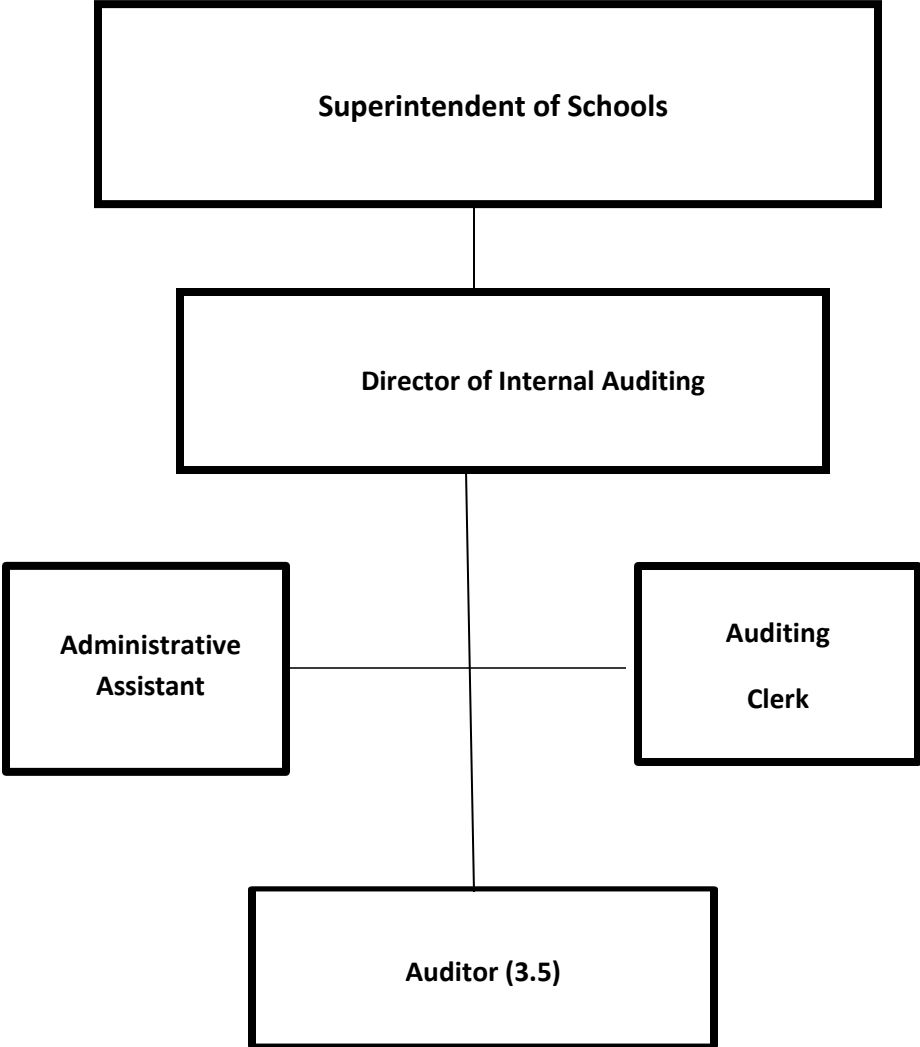 Superintendent of Schools
Director of Internal Auditing
Administrative
Assistant
Auditing
Clerk
Auditor (3.5)